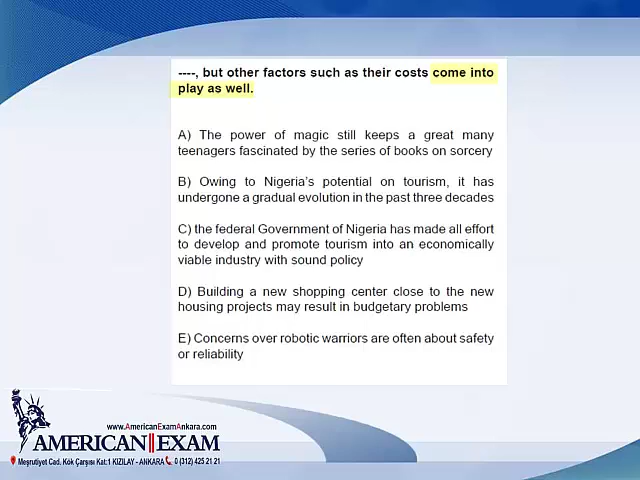 ----, but other factors such as their costs come into
play as well.
A) The power of magic still keeps a great many
teenagers fascinated by the series of books on sorcery
B) Owing to Nigeria's potential on tourism, it has
undergone a gradual evolution in the past three decades
C) the federal Government of Nigeria has made all effort
to develop and promote tourism into an economically
viable industry with sound policy
D) Building a new shopping center close to the new
housing projects may result in budgetary problems
E) Concerns over robotic warriors are often about safety
or reliability
www.AmericanExamAnkara.com
AMERICAN EXAM
Meşrutiyet Cad. Kök Çarşısı Kat:1 KIZILAY - ANKARA 0 (312) 425 21 21